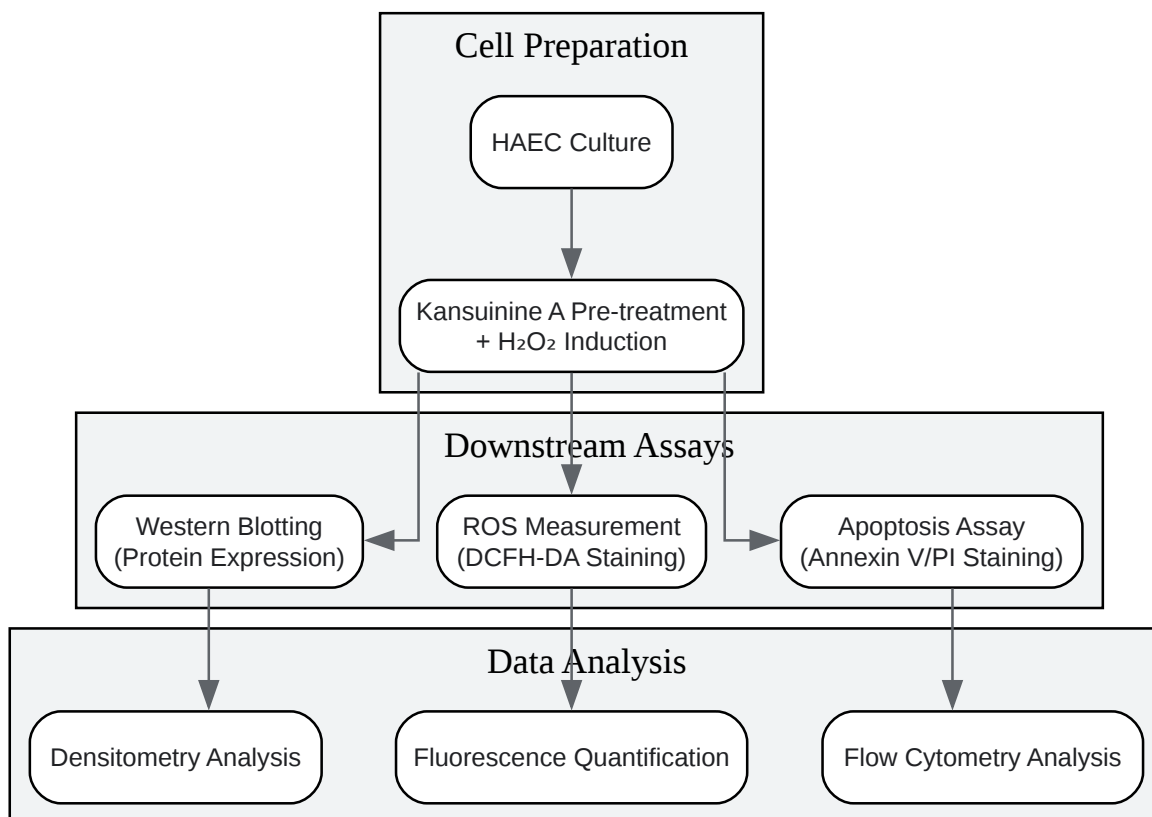 Cell Preparation
HAEC Culture
Kansuinine A Pre-treatment
+ H₂O₂ Induction
Downstream Assays
Western Blotting
(Protein Expression)
ROS Measurement
(DCFH-DA Staining)
Apoptosis Assay
(Annexin V/PI Staining)
Data Analysis
Densitometry Analysis
Fluorescence Quantification
Flow Cytometry Analysis